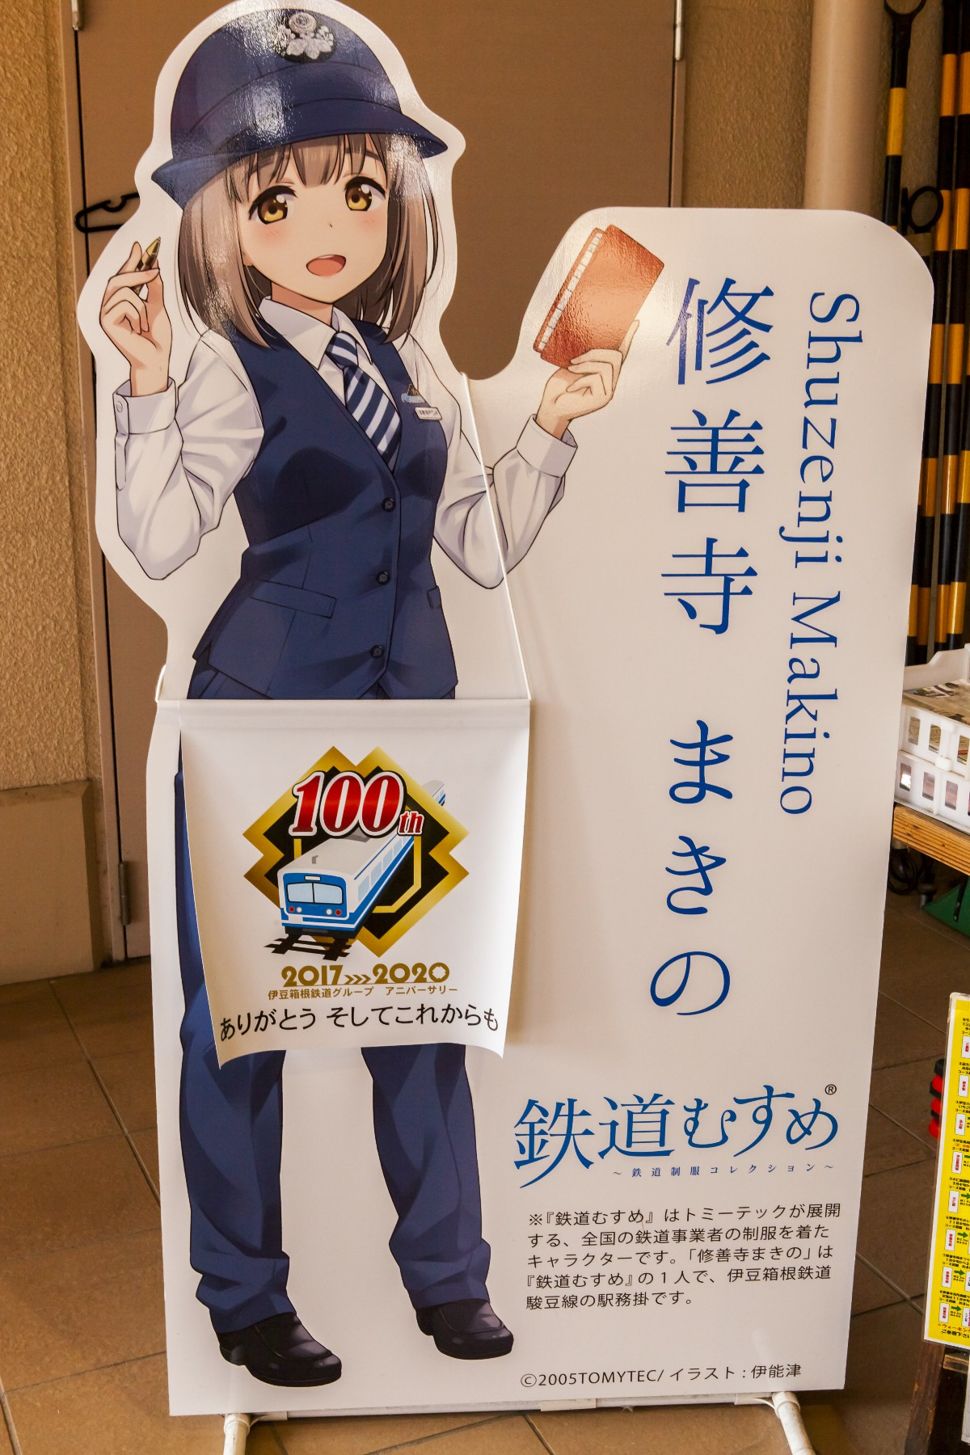 Shuzenji Makino
修善寺 まきの
100th
2017>>>2020
伊豆箱根鉄道グループ アニバーサリー
ありがとう そしてこれからも
鉄道むすめ®
～鉄道制服コレクション～
※『鉄道むすめ』はトミーテックが展開
する、全国の鉄道事業者の制服を着た
キャラクターです。「修善寺まきの」は
『鉄道むすめ』の1人で、伊豆箱根鉄道
駿豆線の駅務掛です。
©2005TOMYTEC/ イラスト : 伊能津